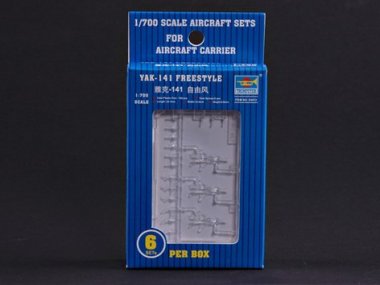 1/700 SCALE AIRCRAFT SETS
FOR
AIRCRAFT CARRIER
YAK-141 FREESTYLE
雅克-141 自由风
1:700
SCALE
6
SETS
PER BOX